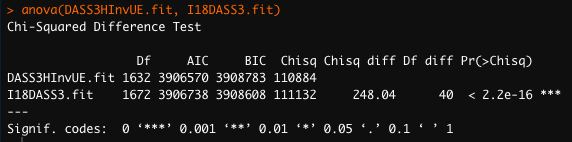 > anova(DASS3HInvUE.fit, I18DASS3.fit)
Chi-Squared Difference Test
Df AIC BIC Chisq Chisq diff Df diff Pr(>Chisq)
DASS3HInvUE.fit 1632 3906570 3908783 110884
I18DASS3.fit 1672 3906738 3908608 111132 248.04 40 < 2.2e-16 ***
---
Signif. codes: 0 ‘***’ 0.001 ‘**’ 0.01 ‘*’ 0.05 ‘.’ 0.1 ‘ ’ 1